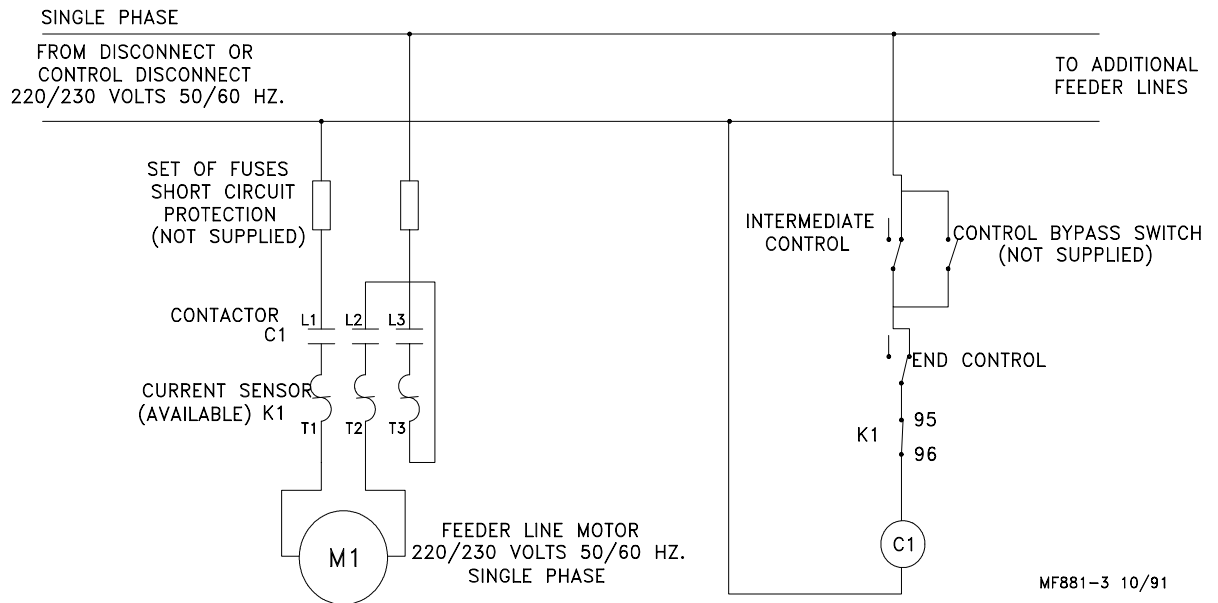 SINGLE PHASE
FROM DISCONNECT OR
CONTROL DISCONNECT
220/230 VOLTS 50/60 HZ.
TO ADDITIONAL
FEEDER LINES
SET OF FUSES
SHORT CIRCUIT
PROTECTION
(NOT SUPPLIED)
INTERMEDIATE
CONTROL
CONTROL BYPASS SWITCH
(NOT SUPPLIED)
CONTACTOR
C1
L1
L2
L3
END CONTROL
CURRENT SENSOR
(AVAILABLE) K1
T1
T2
T3
K1
95
96
M1
FEEDER LINE MOTOR
220/230 VOLTS 50/60 HZ.
SINGLE PHASE
C1
MF881-3 10/91